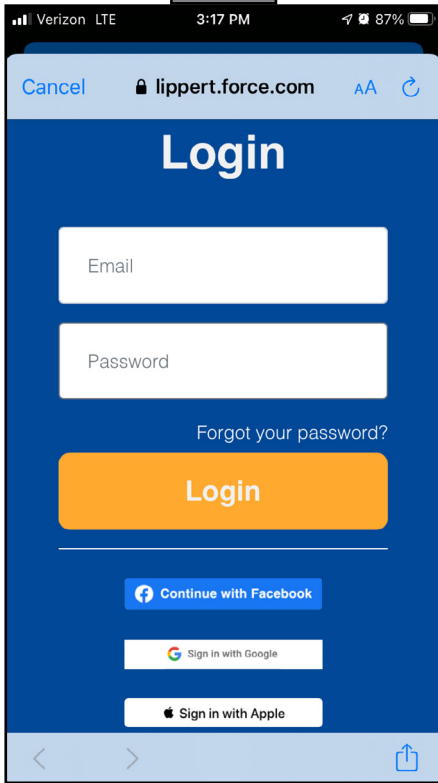 Verizon LTE 3:17 PM 87%
Cancel lippert.force.com AA
Login
Email
Password
Forgot your password?
Login
Continue with Facebook
Sign in with Google
Sign in with Apple